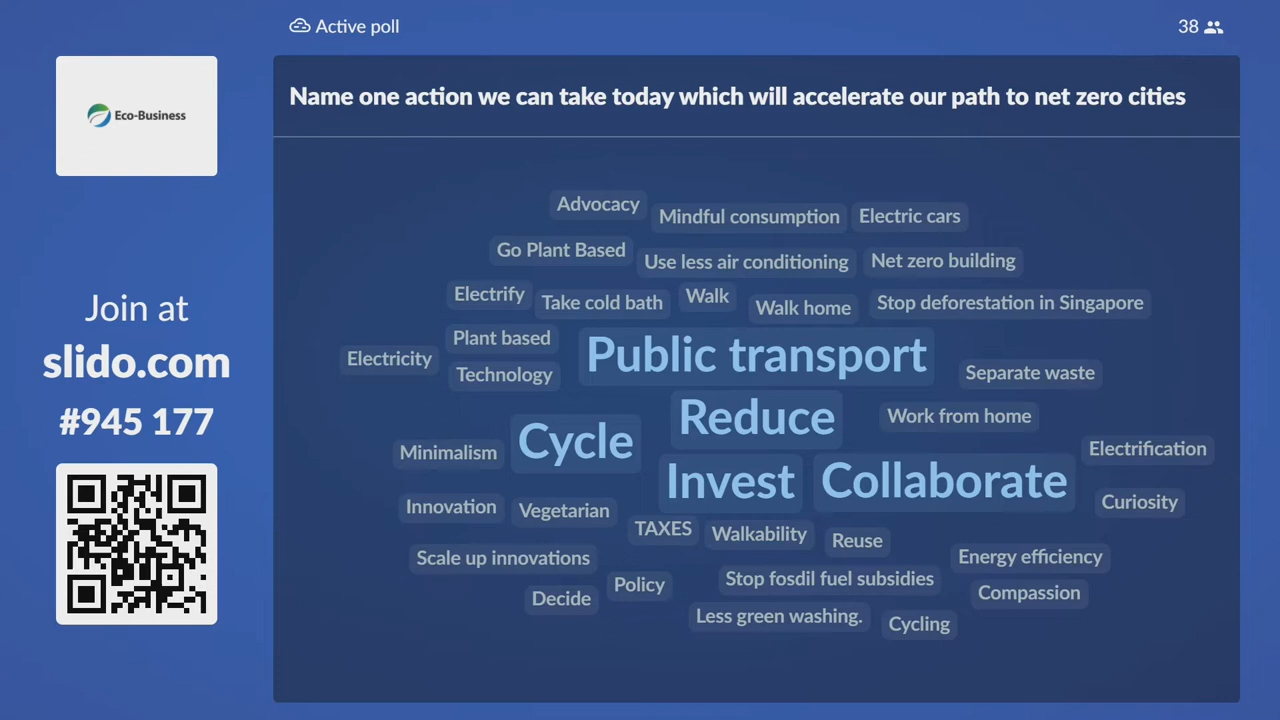 Active poll
38
Eco-Business
Name one action we can take today which will accelerate our path to net zero cities
Join at
slido.com
#945 177
Advocacy
Mindful consumption
Electric cars
Go Plant Based
Use less air conditioning
Net zero building
Electrify
Take cold bath
Walk
Walk home
Stop deforestation in Singapore
Plant based
Public transport
Electricity
Technology
Separate waste
Reduce
Work from home
Cycle
Minimalism
Electrification
Invest
Collaborate
Curiosity
Innovation
Vegetarian
TAXES
Walkability
Reuse
Scale up innovations
Energy efficiency
Policy
Stop fosdil fuel subsidies
Compassion
Decide
Less green washing.
Cycling